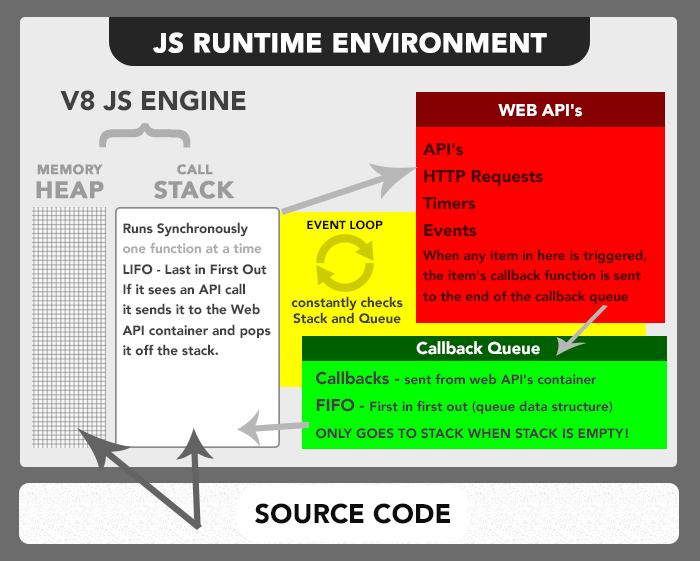 JS RUNTIME ENVIRONMENT
V8 JS ENGINE
MEMORY
HEAP
CALL
STACK
Runs Synchronously
one function at a time
LIFO - Last in First Out
If it sees an API call
it sends it to the Web
API container and pops
it off the stack.
EVENT LOOP
constantly checks
Stack and Queue
WEB API's
API's
HTTP Requests
Timers
Events
When any item in here is triggered,
the item's callback function is sent
to the end of the callback queue
Callback Queue
Callbacks - sent from web API's container
FIFO - First in first out (queue data structure)
ONLY GOES TO STACK WHEN STACK IS EMPTY!
SOURCE CODE